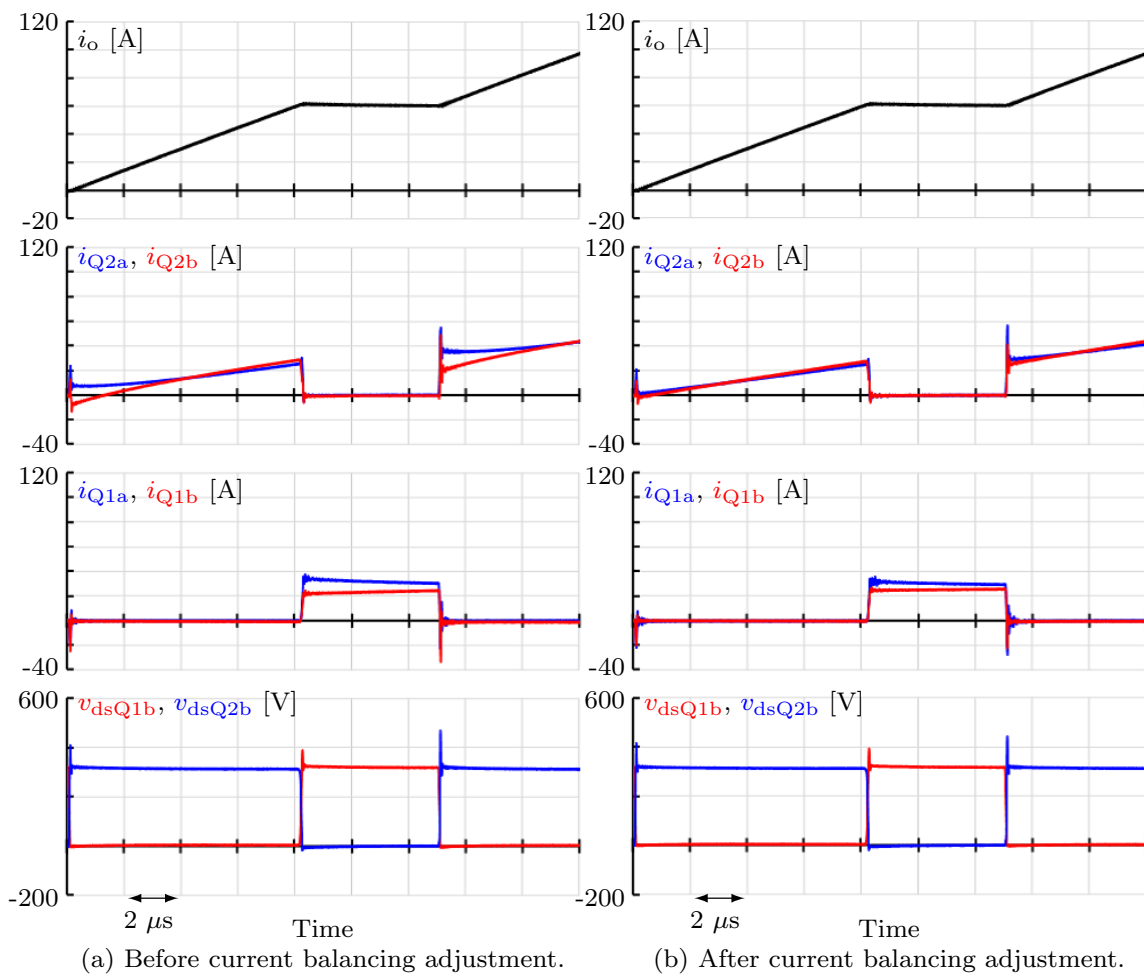 120
i_o [A]
-20
120
i_Q2a, i_Q2b [A]
-40
120
i_Q1a, i_Q1b [A]
-40
600
v_dsQ1b, v_dsQ2b [V]
-200
2 μs
Time
(a) Before current balancing adjustment.
120
i_o [A]
-20
120
i_Q2a, i_Q2b [A]
-40
120
i_Q1a, i_Q1b [A]
-40
600
v_dsQ1b, v_dsQ2b [V]
-200
2 μs
Time
(b) After current balancing adjustment.